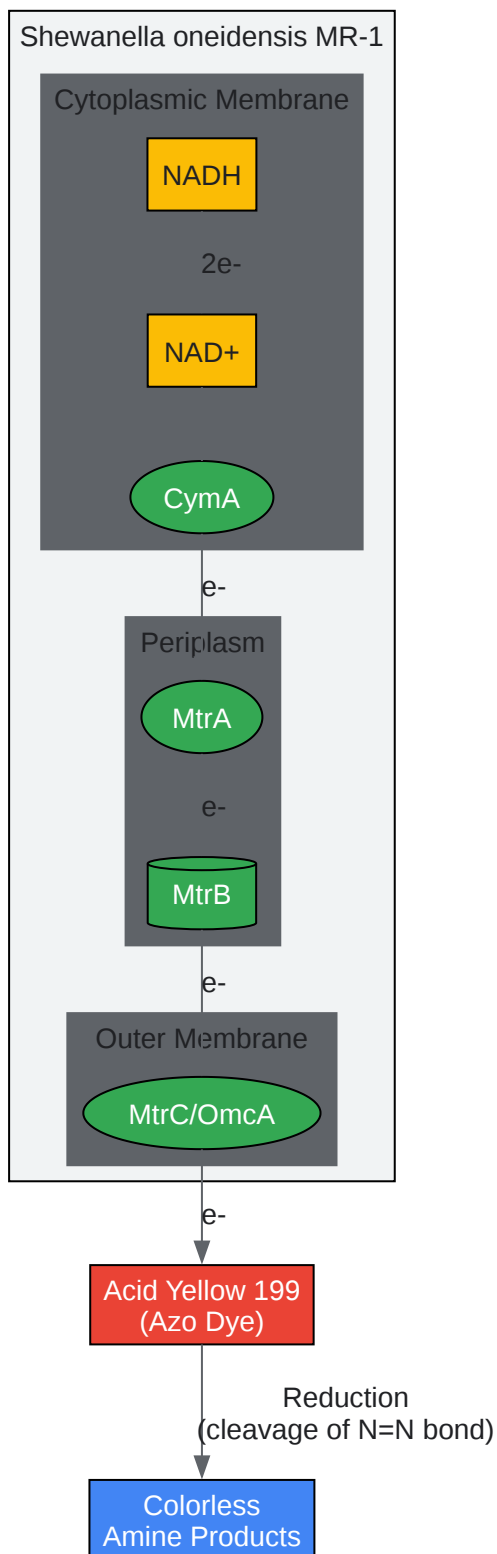 Shewanella oneidensis MR-1
Cytoplasmic Membrane
NADH
2e-
NAD+
CymA
e-
Periplasm
MtrA
e-
MtrB
e-
Outer Membrane
MtrC/OmcA
e-
Acid Yellow 199
(Azo Dye)
Reduction
(cleavage of N=N bond)
Colorless
Amine Products